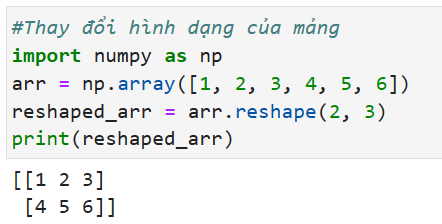 #Thay đổi hình dạng của mảng
import numpy as np
arr = np.array([1, 2, 3, 4, 5, 6])
reshaped_arr = arr.reshape(2, 3)
print(reshaped_arr)
[[1 2 3]
 [4 5 6]]